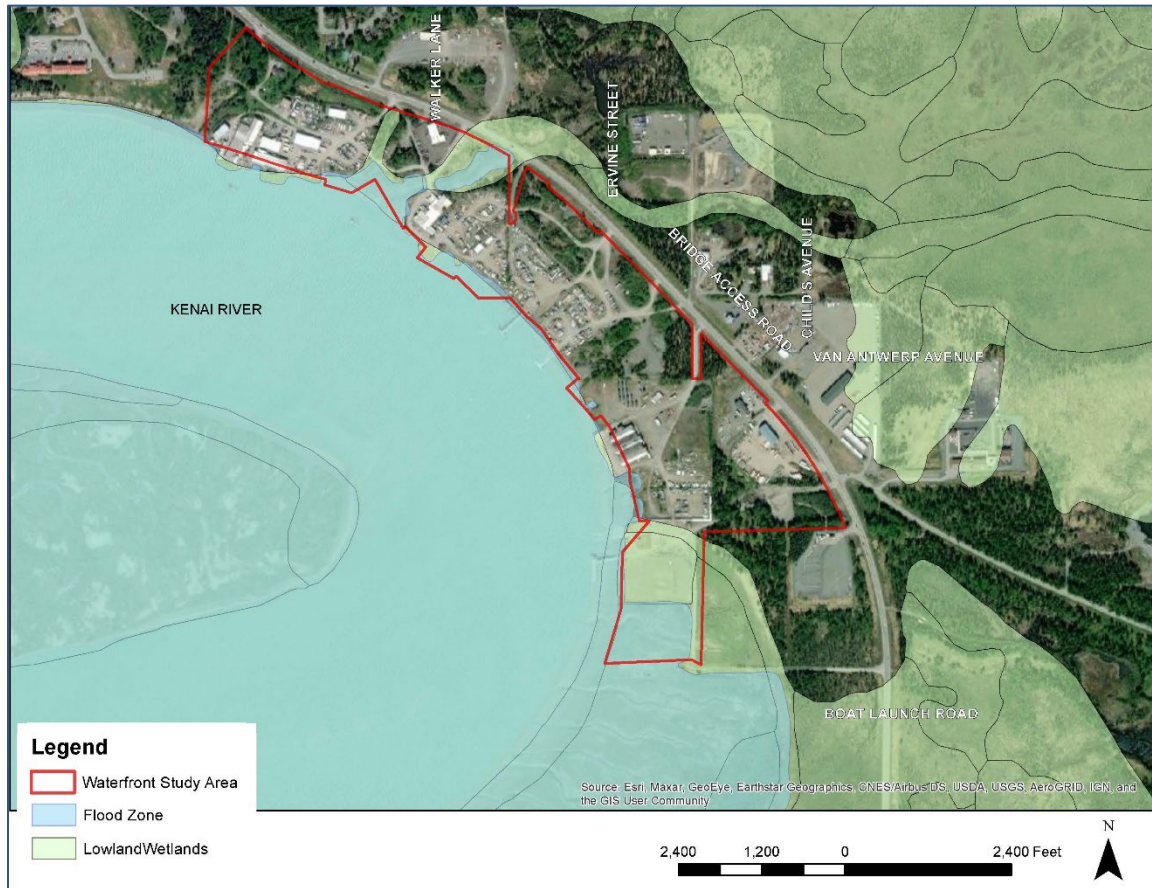 WALKER LANE
ERVINE STREET
BRIDGE ACCESS ROAD
CHILD'S AVENUE
KENAI RIVER
VAN ANTWERP AVENUE
BOAT LAUNCH ROAD
Legend
Waterfront Study Area
Flood Zone
LowlandWetlands
Source: Esri, Maxar, GeoEye, Earthstar Geographics, CNES/Airbus DS, USDA, USGS, AeroGRID, IGN, and
the GIS User Community
2,400 1,200 0 2,400 Feet
N